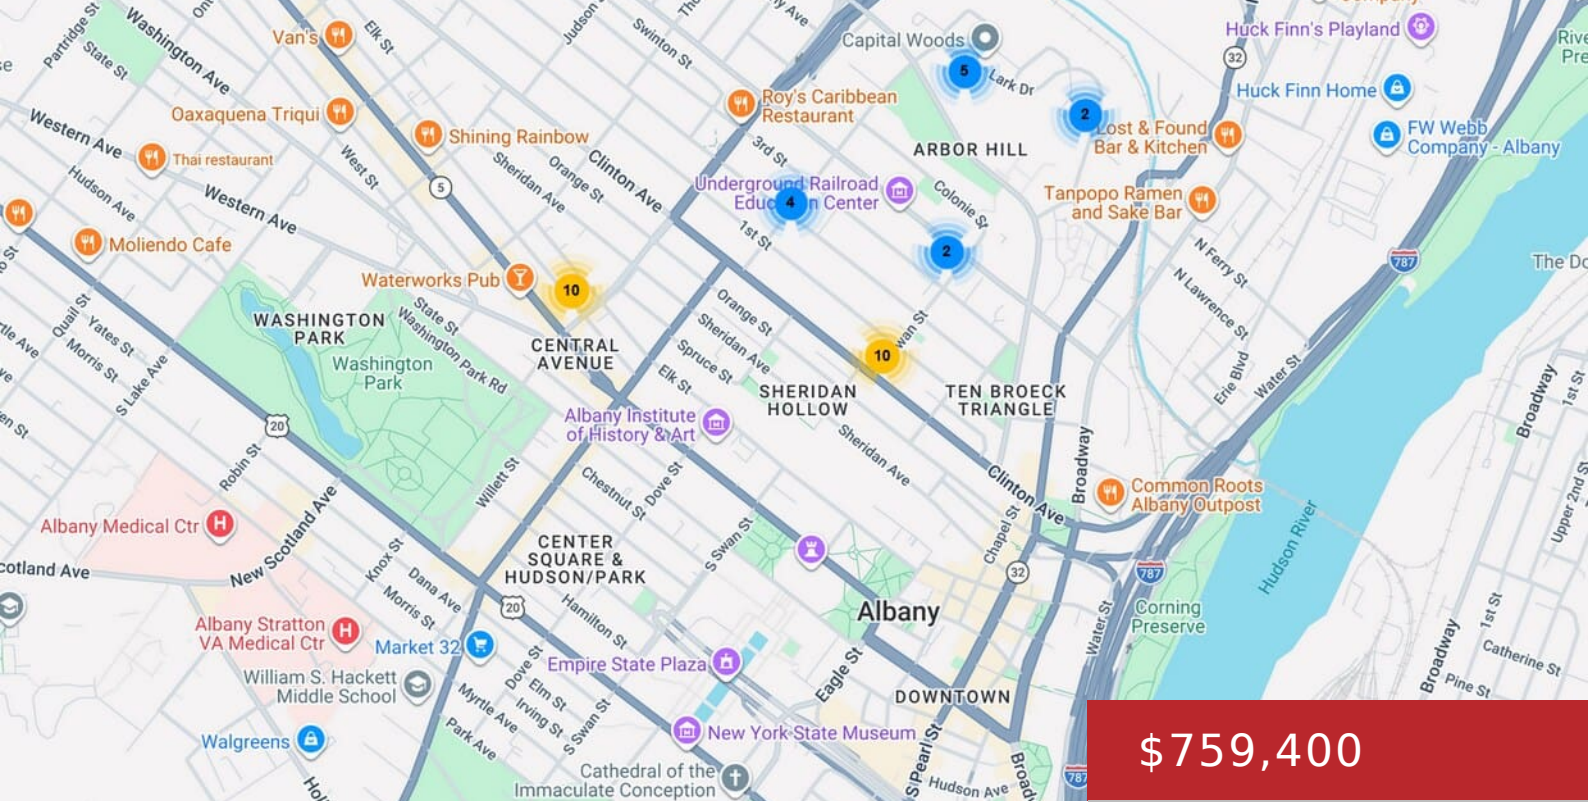 Partridge St
Washington Ave
State St
Van's
Elk St
Judson St
Swinton St
Capital Woods
5
Lark Dr
2
Huck Finn's Playland
32
Huck Finn Home
FW Webb
Company - Albany
Lost & Found
Bar & Kitchen
Oaxaquena Triqui
Roy's Caribbean
Restaurant
Shining Rainbow
Western Ave
Thai restaurant
3rd St
ARBOR HILL
Clinton Ave
Orange St
Sheridan Ave
West St
5
Hudson Ave
Western Ave
Underground Railroad
Education Center
4
Colonie St
Tanpopo Ramen
and Sake Bar
1st St
2
N Ferry St
787
Moliendo Cafe
Waterworks Pub
10
N Lawrence St
Quail St
Yates St
Morris St
WASHINGTON
PARK
Washington
Park
State St
Washington Park Rd
CENTRAL
AVENUE
Orange St
Sheridan Ave
Spruce St
Elk St
10
SHERIDAN
HOLLOW
TEN BROECK
TRIANGLE
Erie Blvd
Water St
S Lake Ave
20
Albany Institute
of History & Art
Sheridan Ave
Broadway
1st St
Robin St
Willett St
Chestnut St
Dove St
Clinton Ave
Broadway
Common Roots
Albany Outpost
Upper 2nd St
Albany Medical Ctr
New Scotland Ave
CENTER
SQUARE &
HUDSON/PARK
S Swan St
Chapel St
32
Hudson River
787
Knox St
Dana Ave
Morris St
20
Hamilton St
Albany
Corning
Preserve
Water St
Albany Stratton
VA Medical Ctr
Market 32
William S. Hackett
Middle School
Empire State Plaza
Eagle St
DOWNTOWN
1st St
Catherine St
Pine St
Broadway
Dove St
Elm St
Irving St
Myrtle Ave
S Swan St
Park Ave
Walgreens
New York State Museum
Cathedral of the
Immaculate Conception
S Pearl St
Hudson Ave
787
$759,400